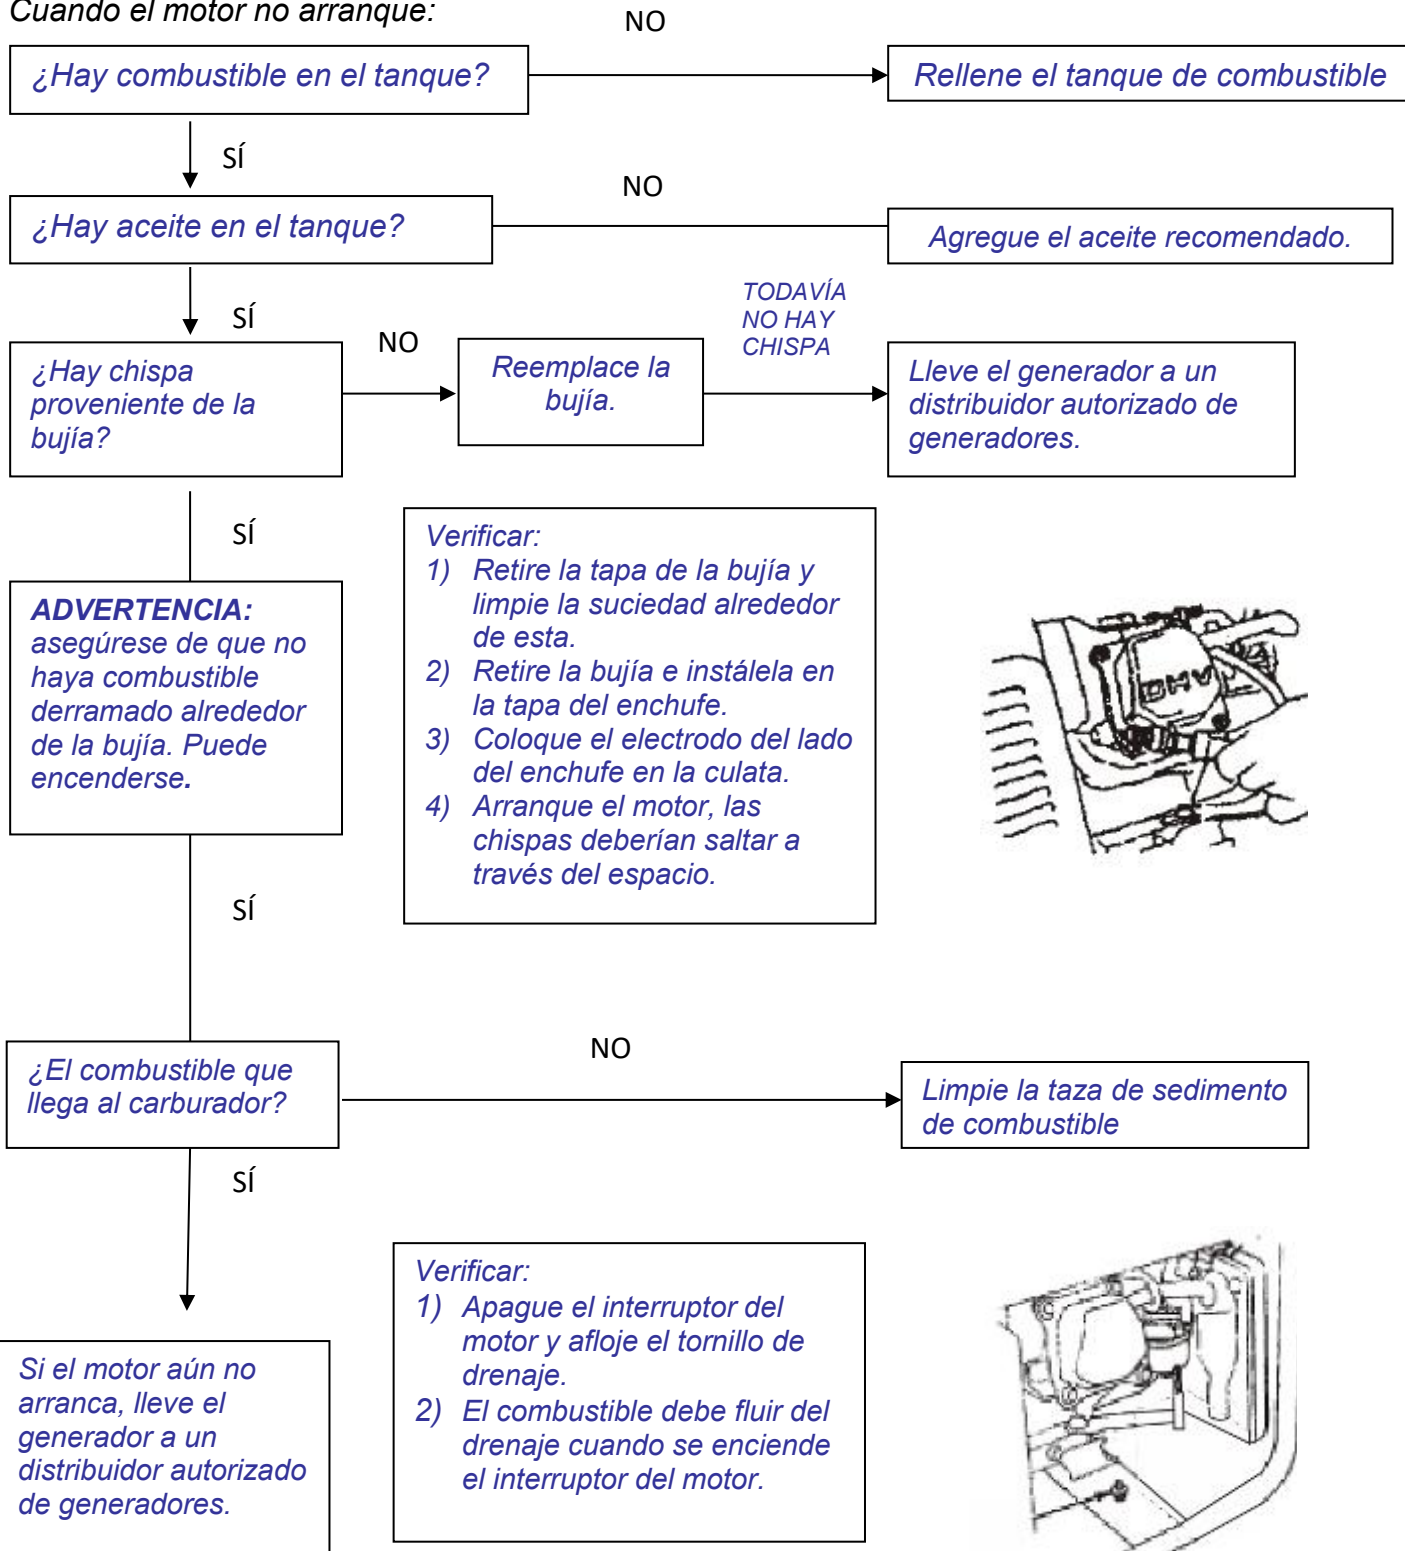 Cuando el motor no arranque:
NO
¿Hay combustible en el tanque?
Rellene el tanque de combustible
SÍ
NO
¿Hay aceite en el tanque?
Agregue el aceite recomendado.
SÍ
NO
TODAVÍA
NO HAY
CHISPA
¿Hay chispa
proveniente de la
bujía?
Reemplace la
bujía.
Lleve el generador a un
distribuidor autorizado de
generadores.
SÍ
ADVERTENCIA:
asegúrese de que no
haya combustible
derramado alrededor
de la bujía. Puede
encenderse.
Verificar:
1) Retire la tapa de la bujía y
limpie la suciedad alrededor
de esta.
2) Retire la bujía e instálela en
la tapa del enchufe.
3) Coloque el electrodo del lado
del enchufe en la culata.
4) Arranque el motor, las
chispas deberían saltar a
través del espacio.
OHV
SÍ
NO
¿El combustible que
llega al carburador?
Limpie la taza de sedimento
de combustible
SÍ
Si el motor aún no
arranca, lleve el
generador a un
distribuidor autorizado
de generadores.
Verificar:
1) Apague el interruptor del
motor y afloje el tornillo de
drenaje.
2) El combustible debe fluir del
drenaje cuando se enciende
el interruptor del motor.